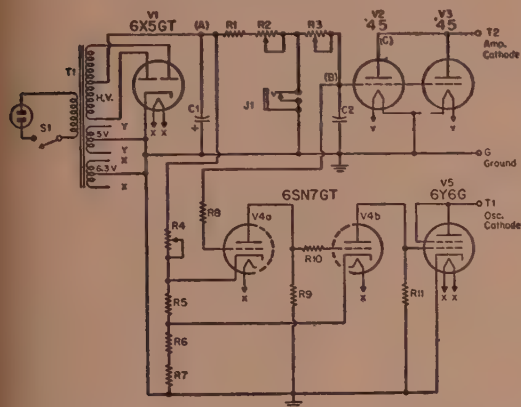 V1
6X5GT
(A)
R1
R2
R3
V2
'45
V3
'45
T2
Amp.
Cathode
(C)
T1
H.V.
S1
5V
6.3V
Y
Y
X
X
X
X
C1
+
J1
(B)
C2
Y
Y
G
Ground
R4
R8
6SN7GT
V4a
V4b
V5
6Y6G
T1
Osc.
Cathode
R10
X
X
X
X
R5
R9
R11
R6
R7